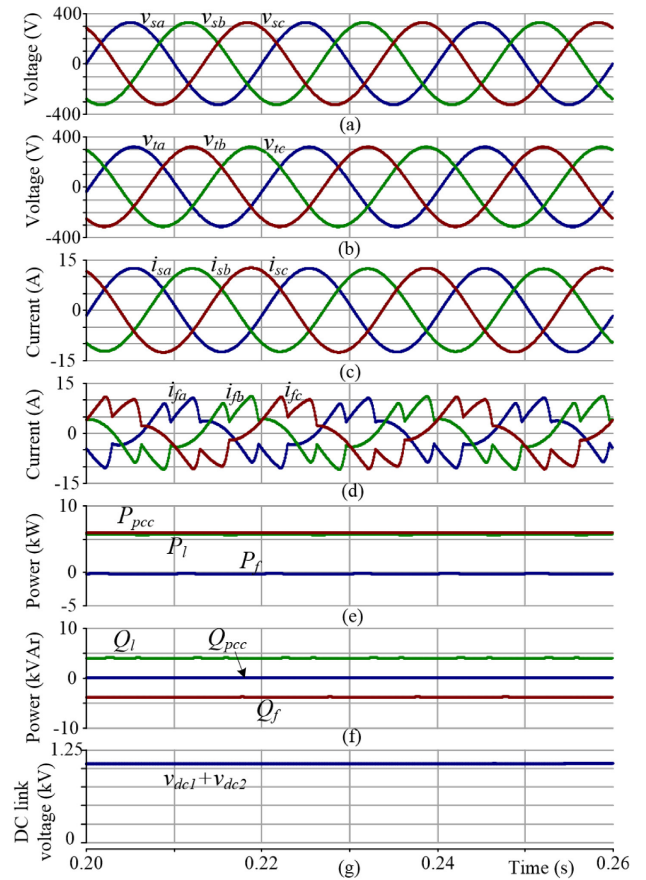 400
v_sa v_sb v_sc
Voltage (V)
0
-400
(a)
400
v_ta v_tb v_tc
Voltage (V)
0
-400
(b)
15
i_sa i_sb i_sc
Current (A)
0
-15
(c)
15
i_fa i_fb i_fc
Current (A)
0
-15
(d)
10
P_pcc
Power (kW)
P_l
P_f
0
-5
(e)
10
Q_l Q_pcc
Power (kVAr)
0
Q_f
-10
(f)
1.25
v_dc1+v_dc2
DC link
voltage (kV)
0
0.20 0.22 0.24 0.26
(g)
Time (s)